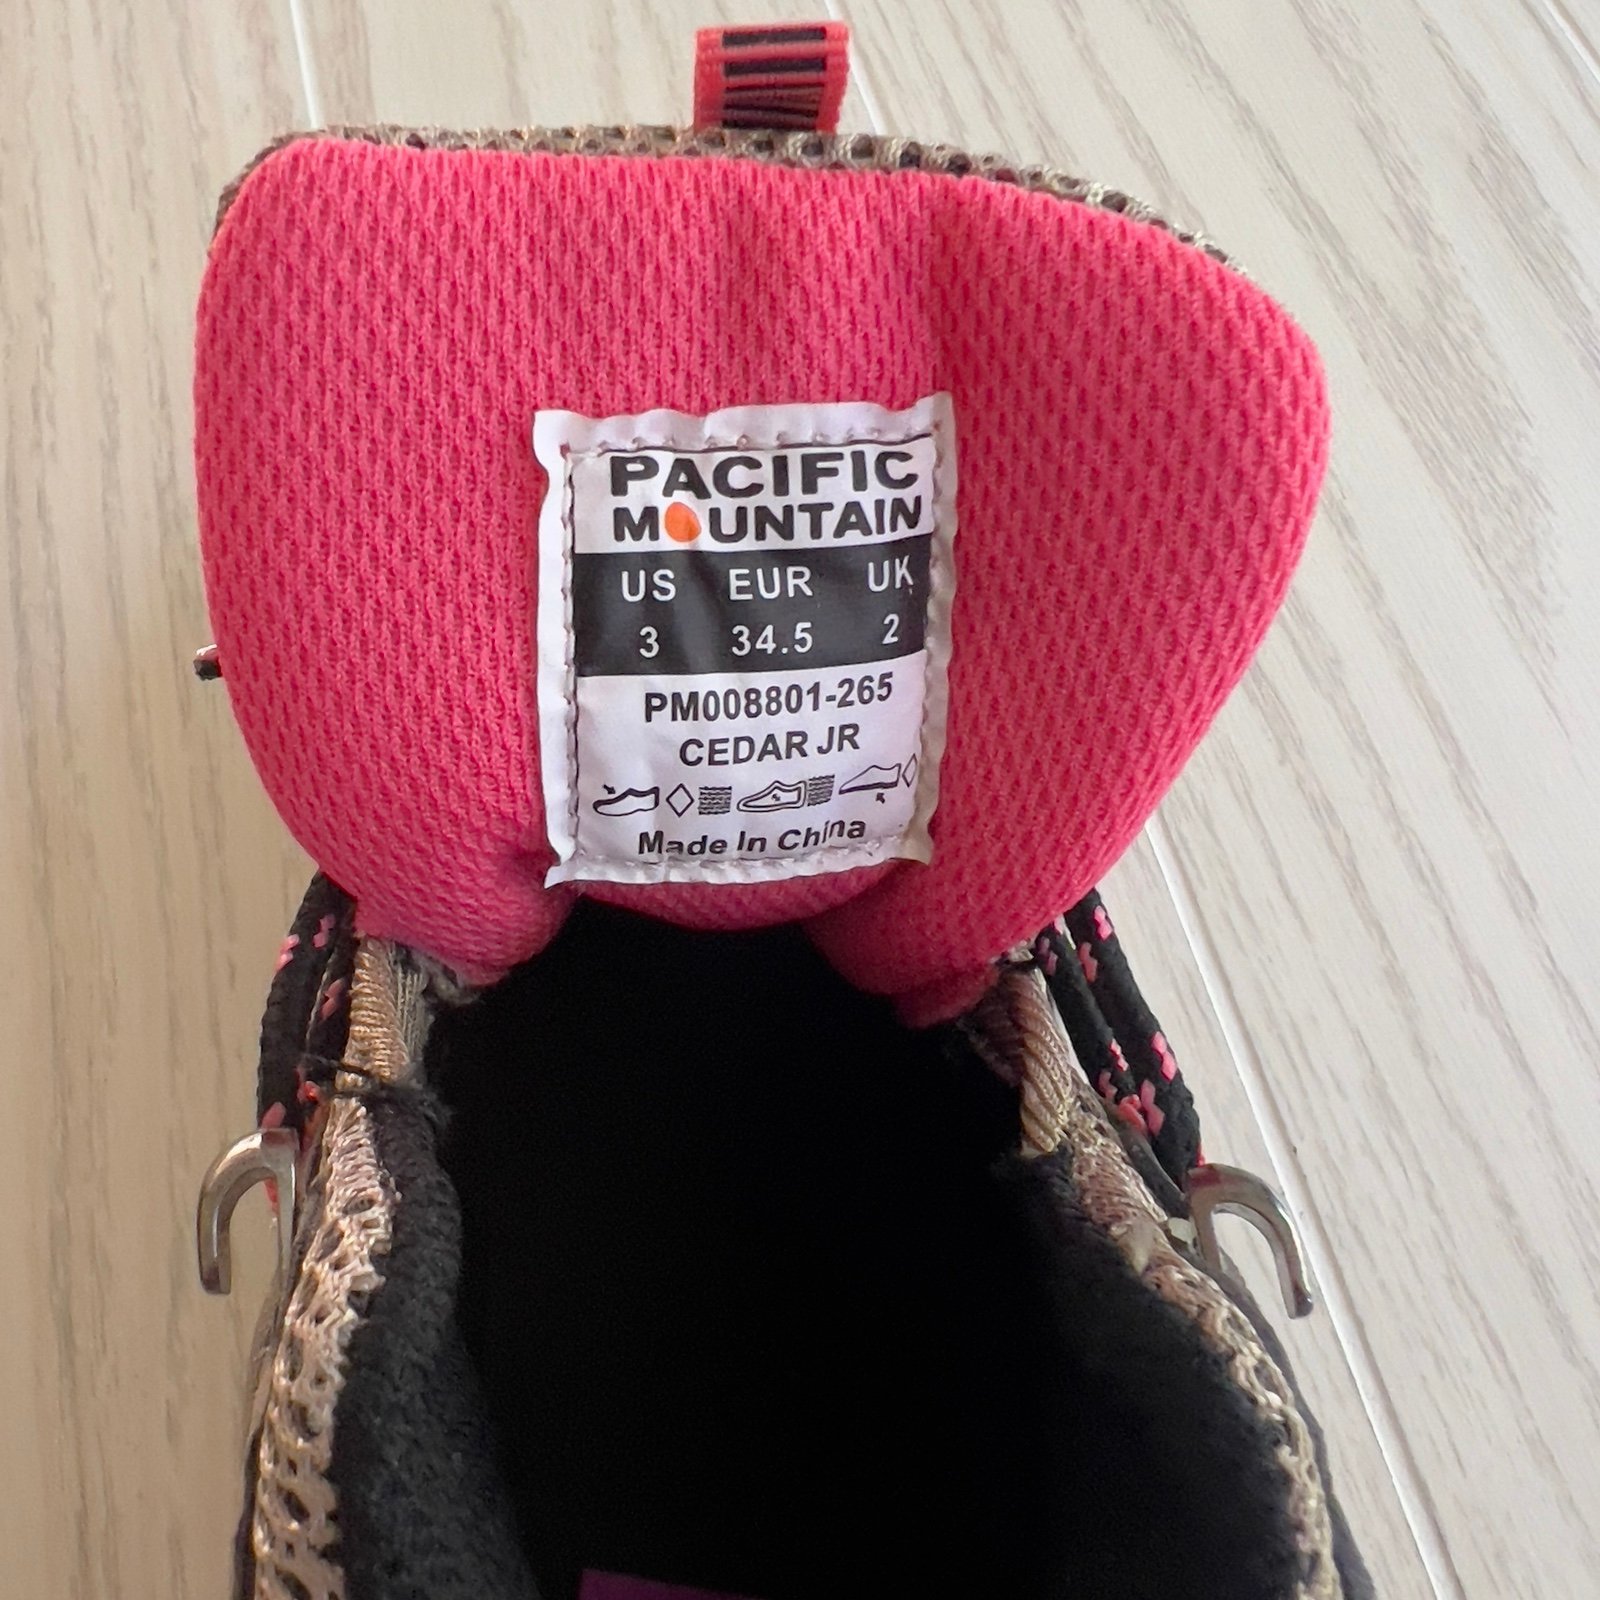 PACIFIC
MOUNTAIN
US EUR UK
3 34.5 2
PM008801-265
CEDAR JR
Made In China